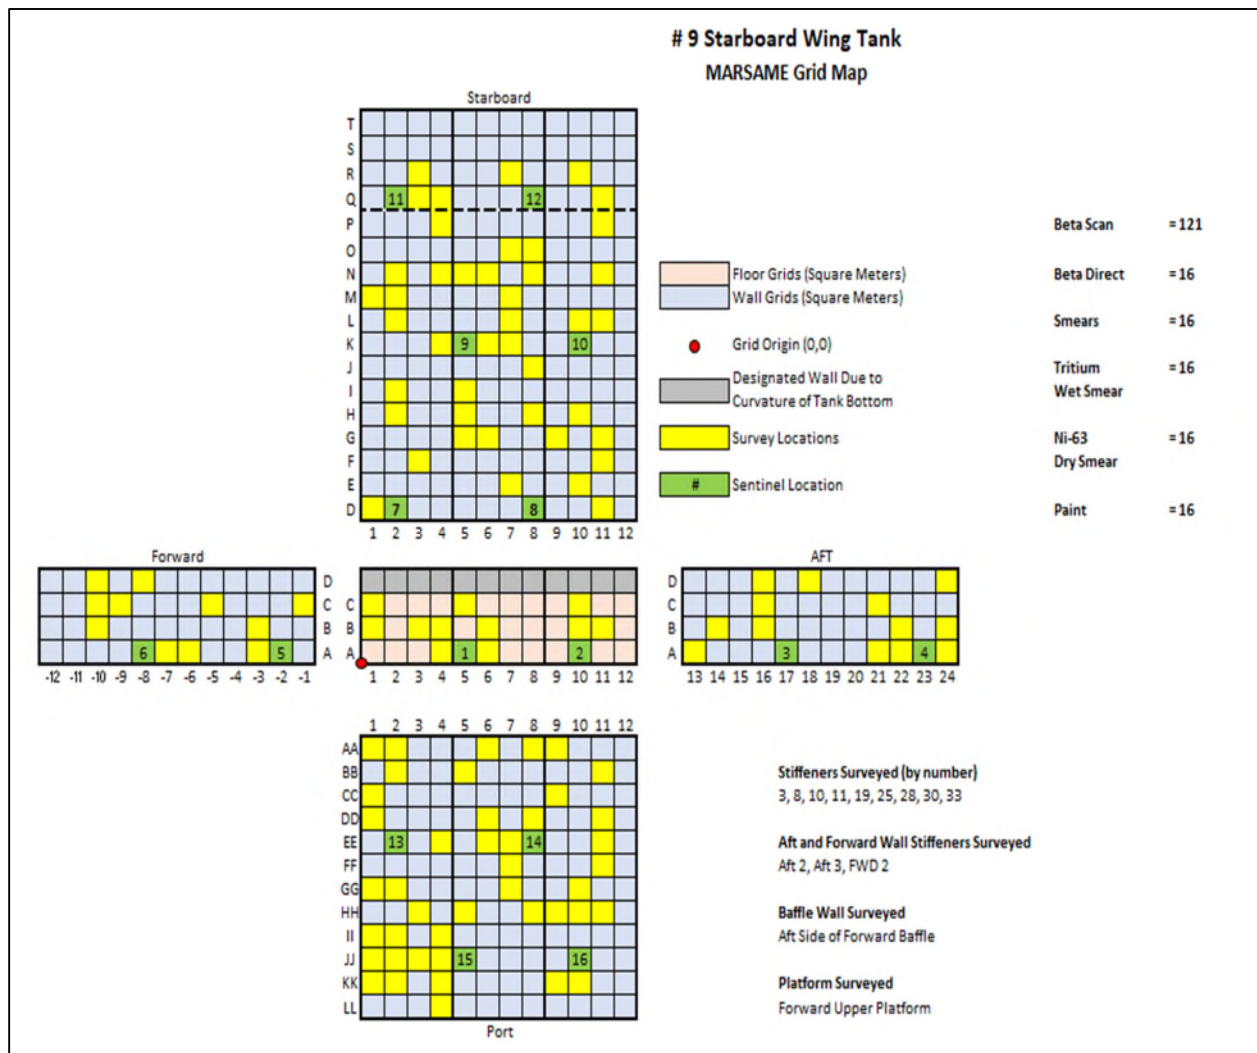 # 9 Starboard Wing Tank
MARSAME Grid Map
Starboard
T
S
R
Q 11 12
P
O
N
M
L
K 9 10
J
I
H
G
F
E
D 7 8
1 2 3 4 5 6 7 8 9 10 11 12
Floor Grids (Square Meters)
Wall Grids (Square Meters)
Grid Origin (0,0)
Designated Wall Due to
Curvature of Tank Bottom
Survey Locations
# Sentinel Location
Beta Scan =121
Beta Direct =16
Smears =16
Tritium =16
Wet Smear
Ni-63 =16
Dry Smear
Paint =16
Forward
D
C
B
6 5 A
-12 -11 -10 -9 -8 -7 -6 -5 -4 -3 -2 -1
C
B
A 1 2
1 2 3 4 5 6 7 8 9 10 11 12
AFT
D
C
B
A 3 4
13 14 15 16 17 18 19 20 21 22 23 24
1 2 3 4 5 6 7 8 9 10 11 12
AA
BB
CC
DD
EE 13 14
FF
GG
HH
II
JJ 15 16
KK
LL
Port
Stiffeners Surveyed (by number)
3, 8, 10, 11, 19, 25, 28, 30, 33
Aft and Forward Wall Stiffeners Surveyed
Aft 2, Aft 3, FWD 2
Baffle Wall Surveyed
Aft Side of Forward Baffle
Platform Surveyed
Forward Upper Platform